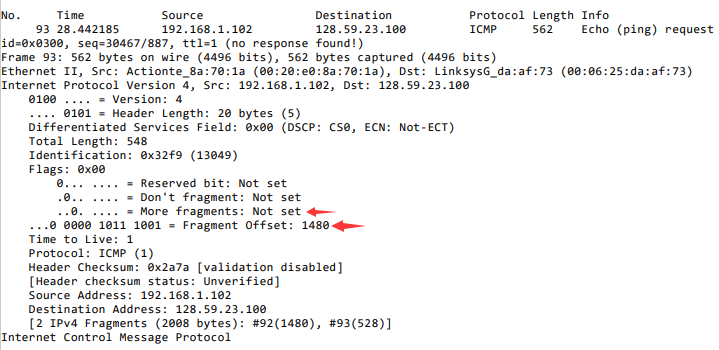 No. Time Source Destination Protocol Length Info
93 28.442185 192.168.1.102 128.59.23.100 ICMP 562 Echo (ping) request
id=0x0300, seq=30467/887, ttl=1 (no response found!)
Frame 93: 562 bytes on wire (4496 bits), 562 bytes captured (4496 bits)
Ethernet II, Src: Actionte_8a:70:1a (00:20:e0:8a:70:1a), Dst: LinksysG_da:af:73 (00:06:25:da:af:73)
Internet Protocol Version 4, Src: 192.168.1.102, Dst: 128.59.23.100
0100 .... = Version: 4
.... 0101 = Header Length: 20 bytes (5)
Differentiated Services Field: 0x00 (DSCP: CS0, ECN: Not-ECT)
Total Length: 548
Identification: 0x32f9 (13049)
Flags: 0x00
0... .... = Reserved bit: Not set
.0.. .... = Don't fragment: Not set
..0. .... = More fragments: Not set
...0 0000 1011 1001 = Fragment Offset: 1480
Time to Live: 1
Protocol: ICMP (1)
Header Checksum: 0x2a7a [validation disabled]
[Header checksum status: Unverified]
Source Address: 192.168.1.102
Destination Address: 128.59.23.100
[2 IPv4 Fragments (2008 bytes): #92(1480), #93(528)]
Internet Control Message Protocol